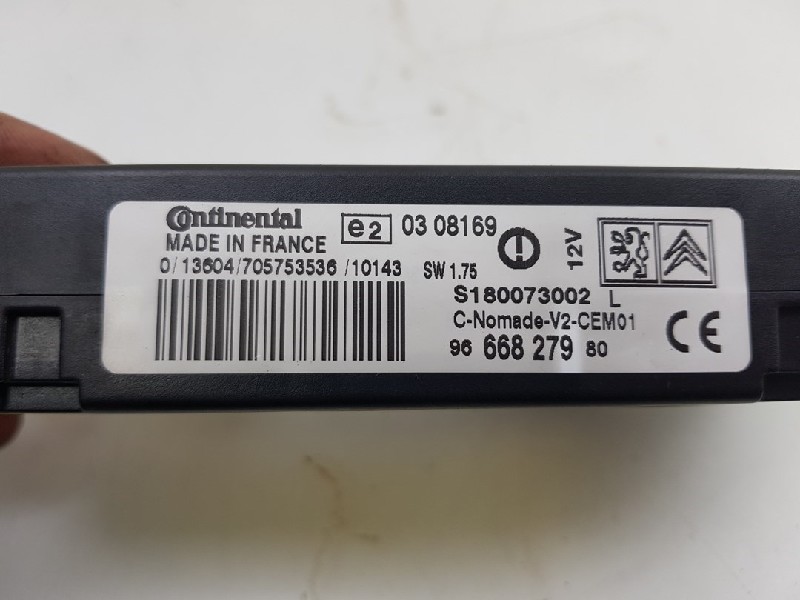 Continental
MADE IN FRANCE
e2 03 08169
12V
0/13604/705753536/10143 SW 1.75
S180073002 L
C-Nomade-V2-CEM01
96 668 279 80
CE